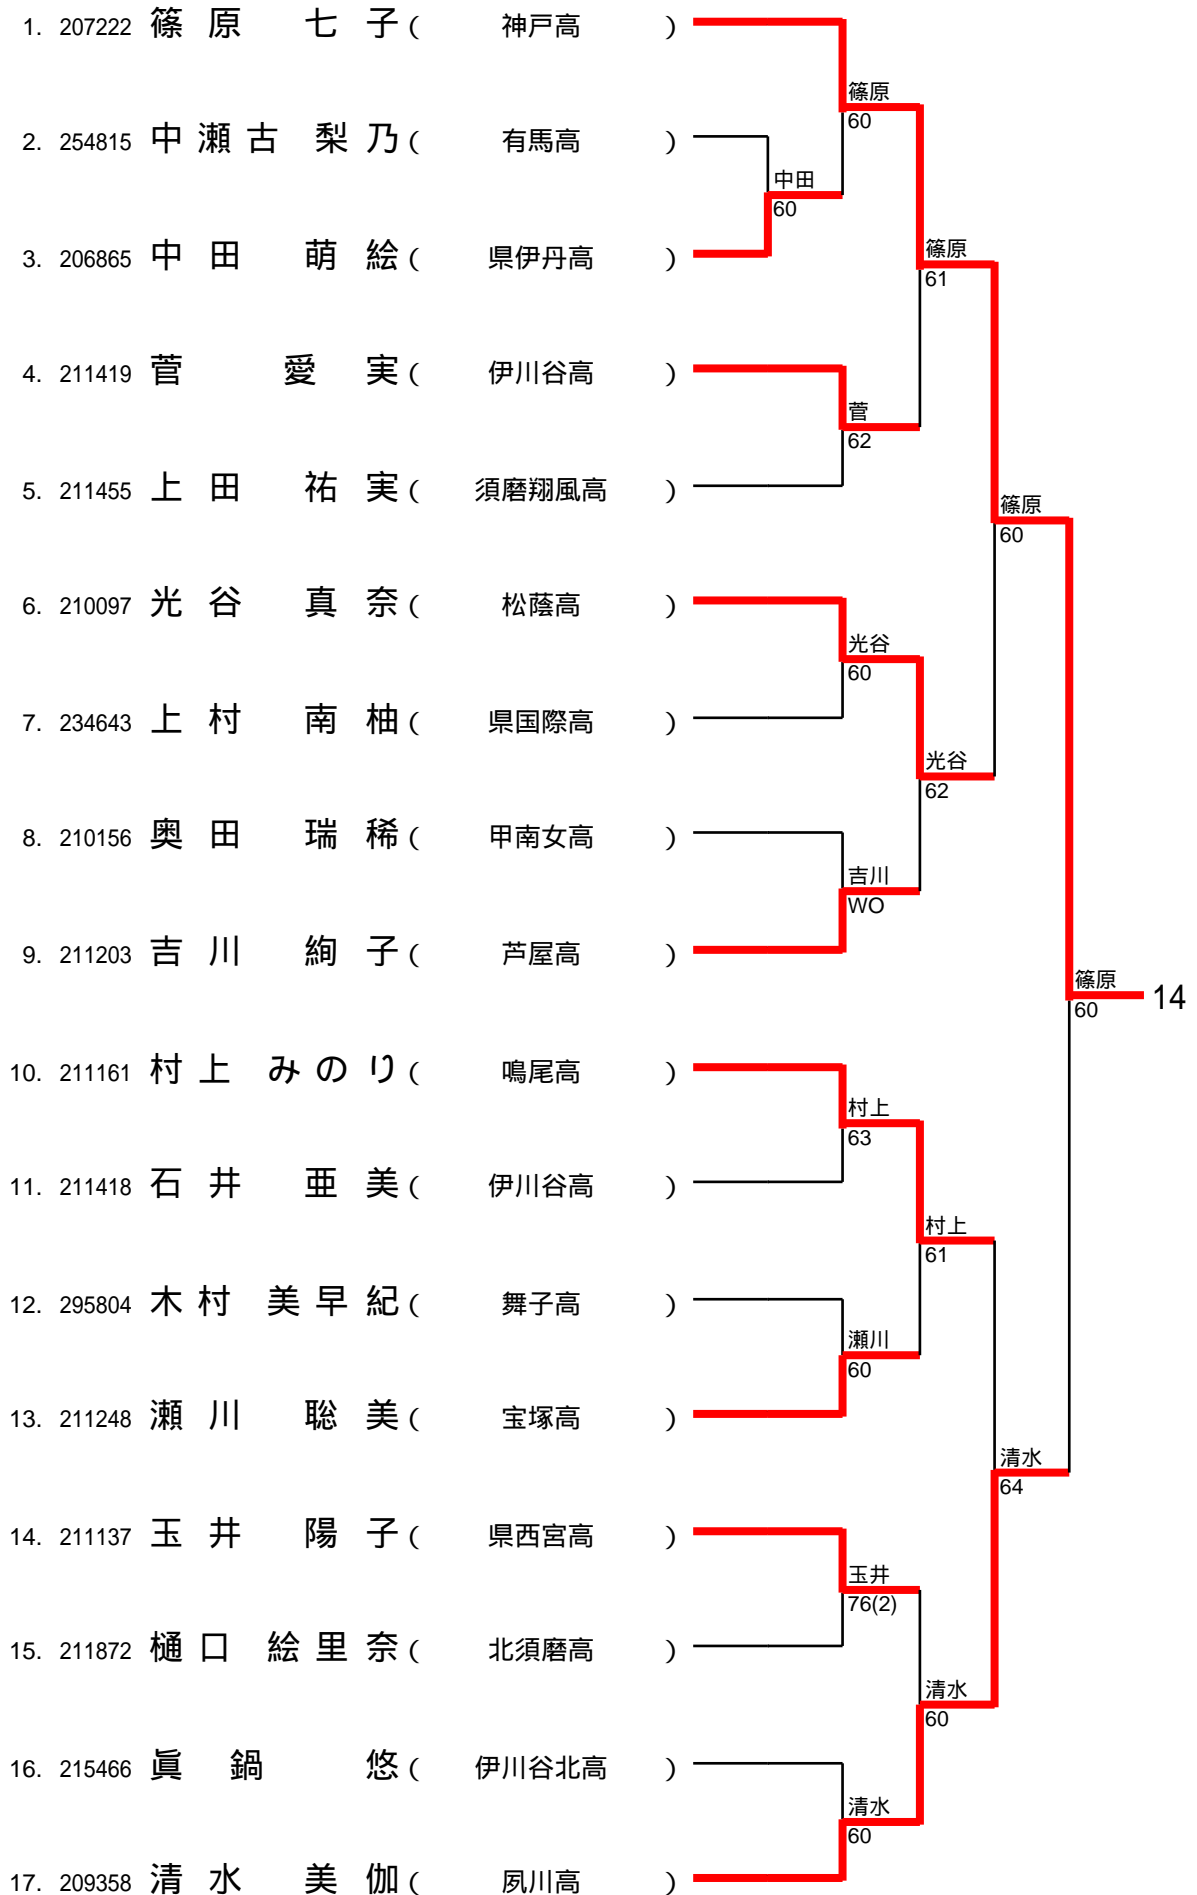 1. 207222 篠原 七子 ( 神戸高 )
篠原
60
2. 254815 中瀬古 梨乃 ( 有馬高 )
中田
60
3. 206865 中田 萌絵 ( 県伊丹高 )
篠原
61
4. 211419 菅 愛実 ( 伊川谷高 )
菅
62
5. 211455 上田 祐実 ( 須磨翔風高 )
篠原
60
6. 210097 光谷 真奈 ( 松蔭高 )
光谷
60
7. 234643 上村 南柚 ( 県国際高 )
光谷
62
8. 210156 奥田 瑞稀 ( 甲南女高 )
吉川
WO
9. 211203 吉川 絢子 ( 芦屋高 )
篠原
60
14
10. 211161 村上 みのり ( 鳴尾高 )
村上
63
11. 211418 石井 亜美 ( 伊川谷高 )
村上
61
12. 295804 木村 美早紀 ( 舞子高 )
瀬川
60
13. 211248 瀬川 聡美 ( 宝塚高 )
清水
64
14. 211137 玉井 陽子 ( 県西宮高 )
玉井
76(2)
15. 211872 樋口 絵里奈 ( 北須磨高 )
清水
60
16. 215466 眞鍋 悠 ( 伊川谷北高 )
清水
60
17. 209358 清水 美伽 ( 夙川高 )